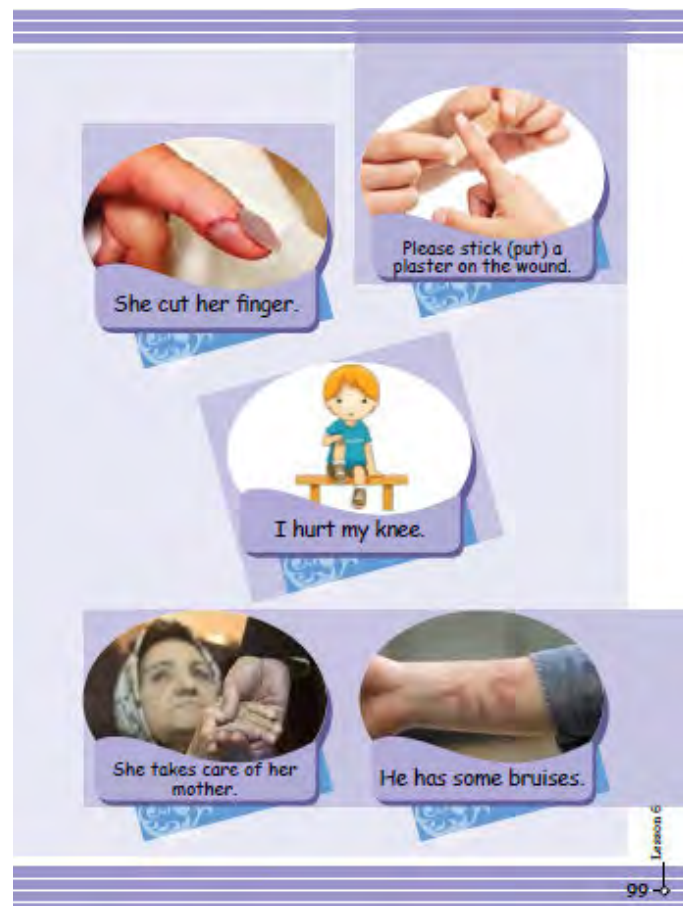 She cut her finger.
Please stick (put) a
plaster on the wound.
I hurt my knee.
She takes care of her
mother.
He has some bruises.
Lesson 6
99